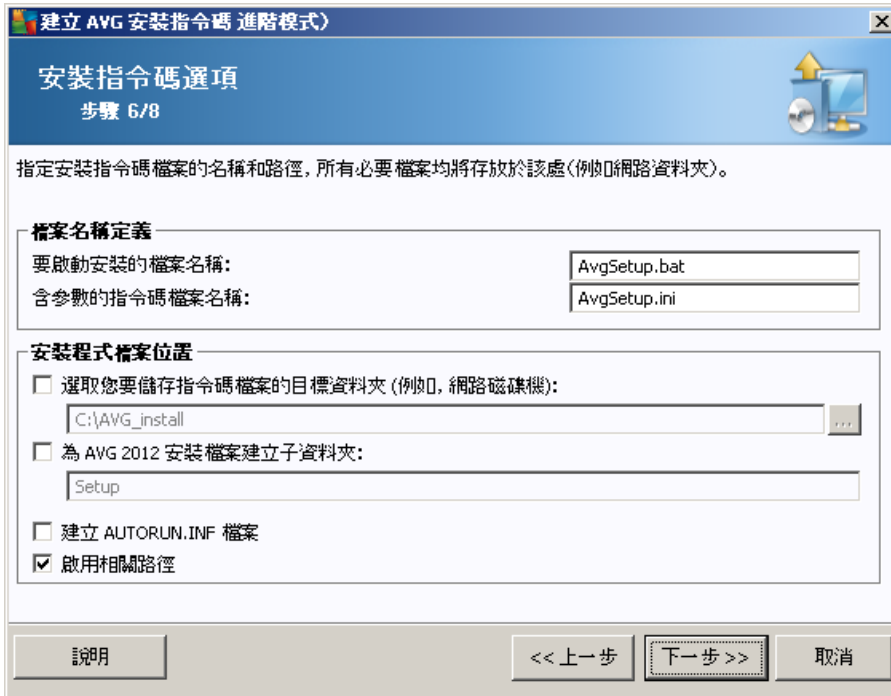 建立 AVG 安裝指令碼 進階模式)
安裝指令碼選項
步驟 6/8
指定安裝指令碼檔案的名稱和路徑, 所有必要檔案均將存放於該處(例如網路資料夾)。
檔案名稱定義
要啟動安裝的檔案名稱:
AvgSetup.bat
含參數的指令碼檔案名稱:
AvgSetup.ini
安裝程式檔案位置
選取您要儲存指令碼檔案的目標資料夾 (例如, 網路磁碟機):
C:\AVG_install
...
為 AVG 2012 安裝檔案建立子資料夾:
Setup
建立 AUTORUN.INF 檔案
啟用相關路徑
說明
<< 上一步
下一步 >>
取消